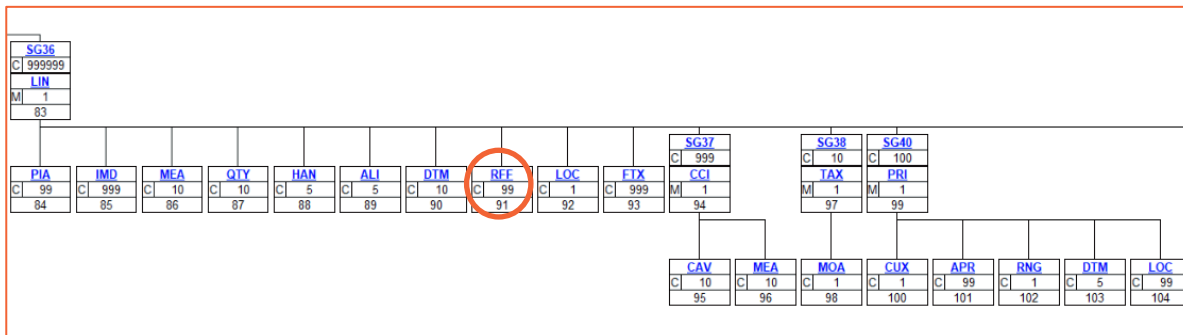 SG36
C 999999
LIN
M 1
83
SG37 SG38 SG40
C 999 C 10 C 100
PIA IMD MEA QTY HAN ALI DTM RFF LOC FTX CCI TAX PRI
C 99 C 999 C 10 C 10 C 5 C 5 C 10 C 99 C 1 C 999 M 1 M 1 M 1
84 85 86 87 88 89 90 91 92 93 94 97 99
CAV MEA MOA CUX APR RNG DTM LOC
C 10 C 10 C 1 C 1 C 99 C 1 C 5 C 99
95 96 98 100 101 102 103 104